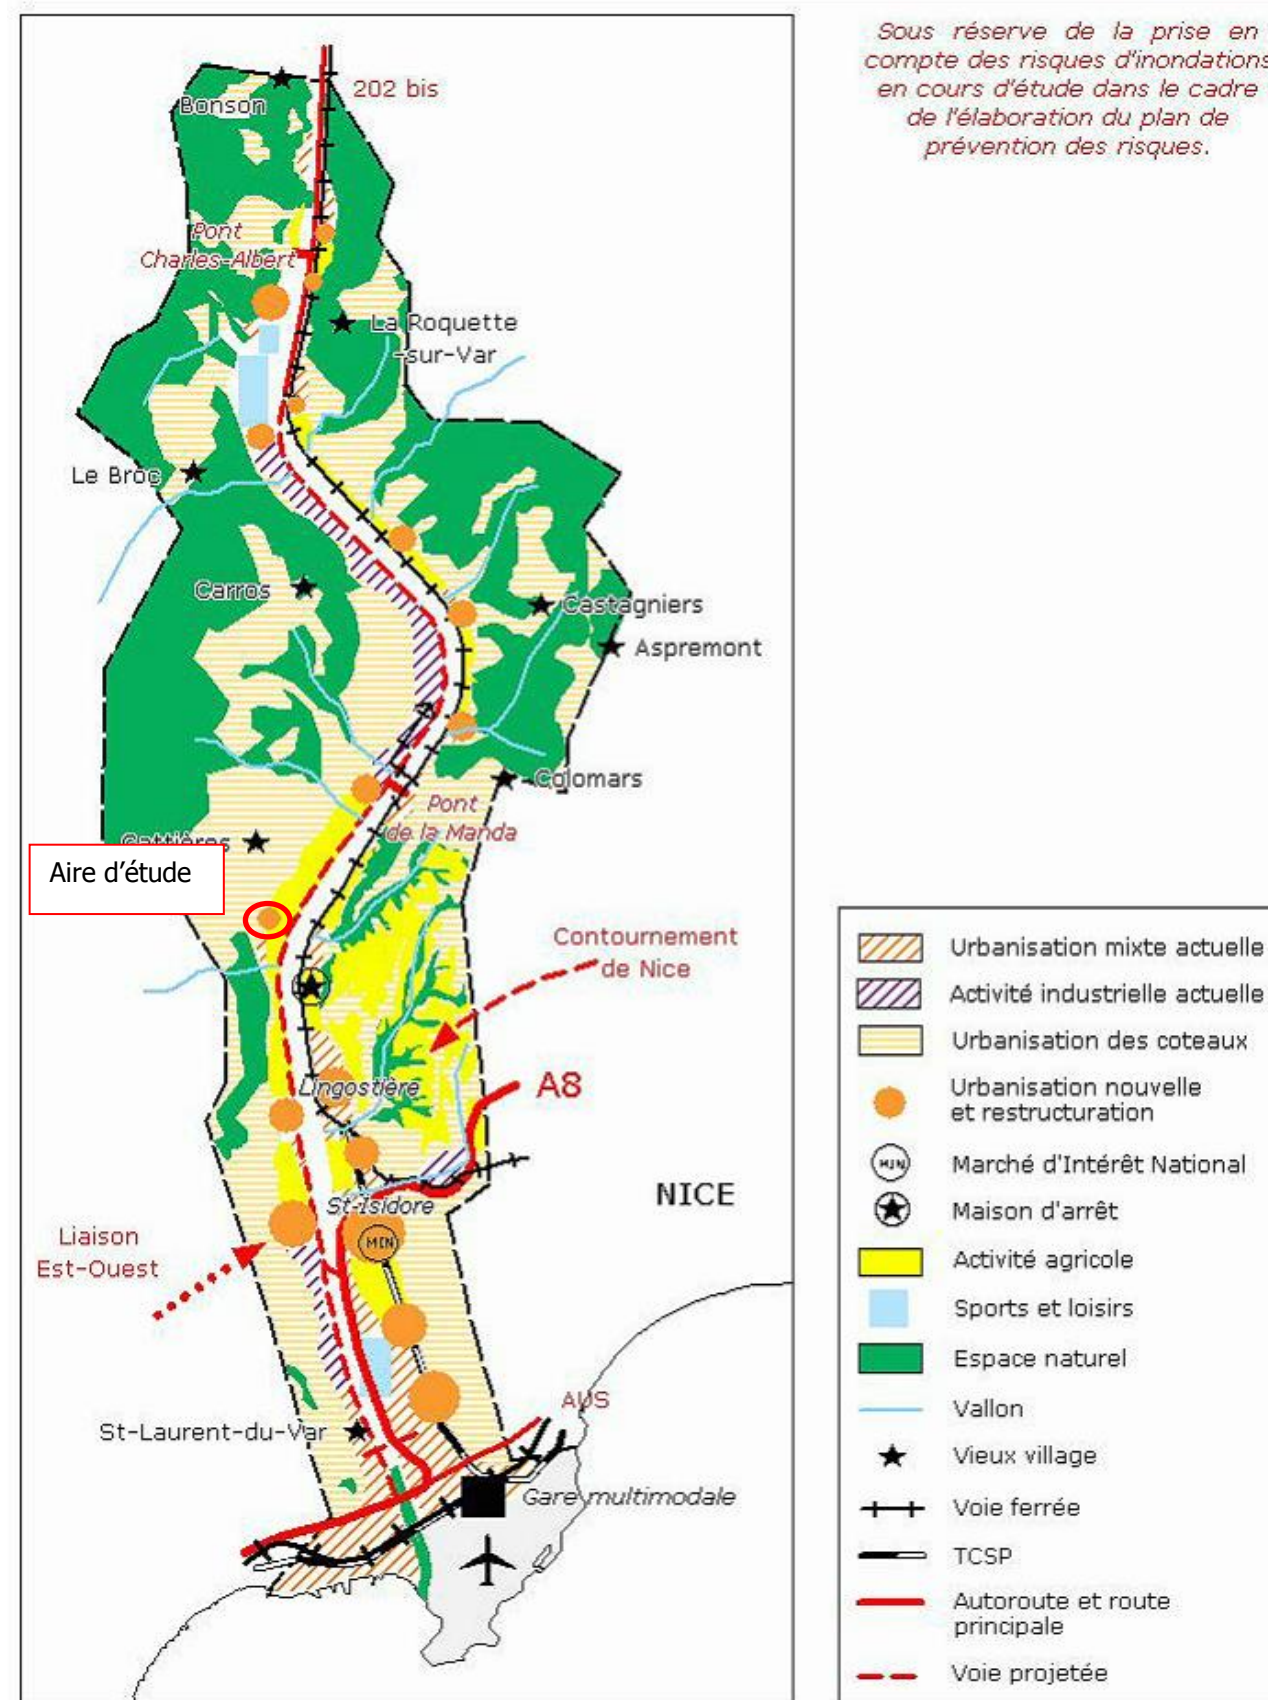 Sous réserve de la prise en
compte des risques d'inondations
en cours d'étude dans le cadre
de l'élaboration du plan de
prévention des risques.
202 bis
Bonson
Pont
Charles-Albert
La Roquette
-sur-Var
Le Broc
Carros
Castagniers
Aspremont
Colomars
Pont
de la Manda
Gattières
Aire d'étude
Contournement
de Nice
Lingostière
A8
St-Isidore
NICE
MIN
Liaison
Est-Ouest
AUS
St-Laurent-du-Var
Gare multimodale
Urbanisation mixte actuelle
Activité industrielle actuelle
Urbanisation des coteaux
Urbanisation nouvelle
et restructuration
MIN
Marché d'Intérêt National
Maison d'arrêt
Activité agricole
Sports et loisirs
Espace naturel
Vallon
Vieux village
Voie ferrée
TCSP
Autoroute et route
principale
Voie projetée